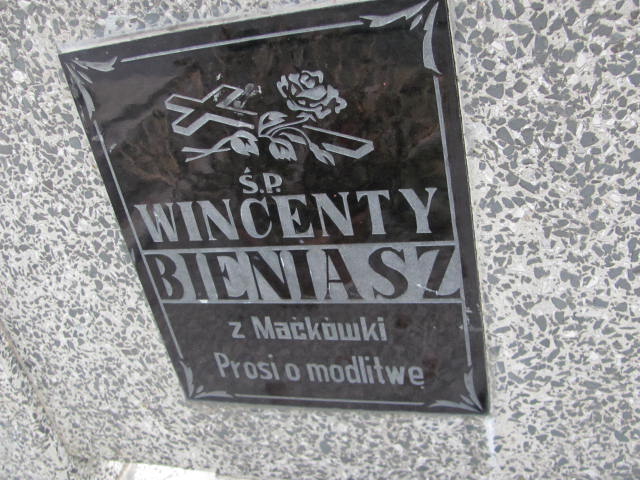 Ś.P.
WINCENTY
BIENIASZ
z Maćkówki
Prosi o modlitwę